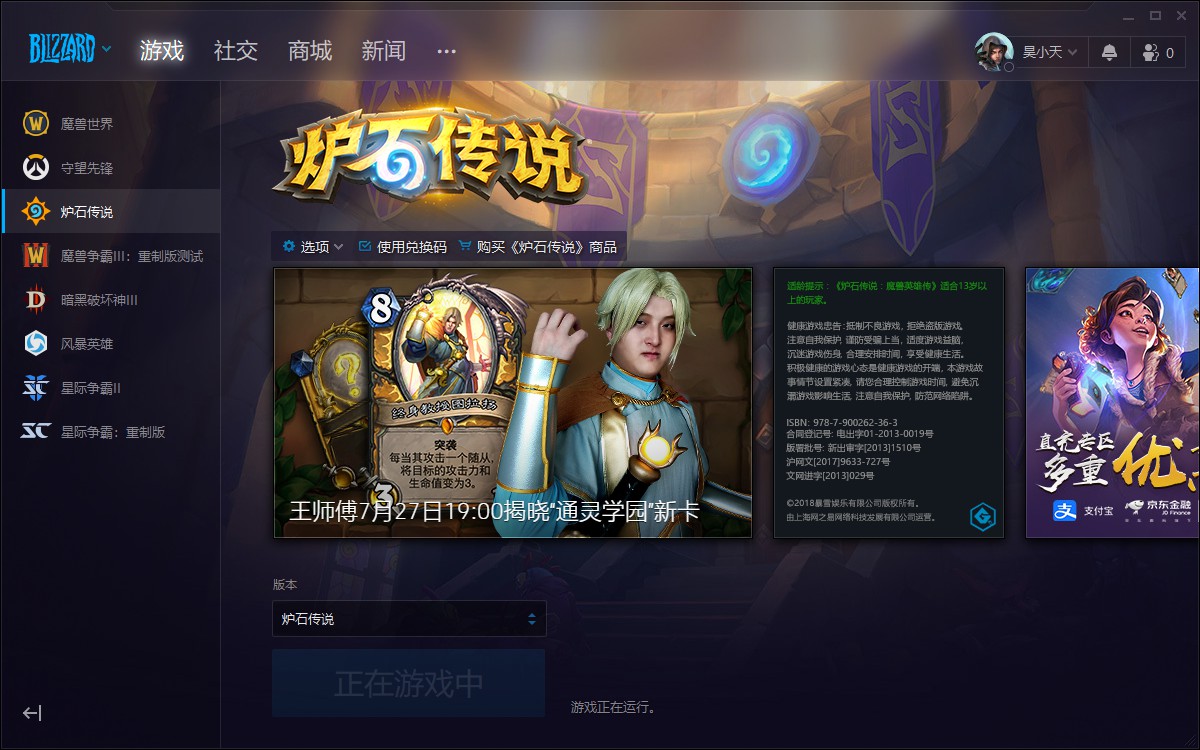 BLIZZARD
游戏
社交
商城
新闻
昊小天
0
魔兽世界
守望先锋
炉石传说
魔兽争霸III：重制版测试
暗黑破坏神III
风暴英雄
星际争霸II
星际争霸：重制版
炉石传说
选项
使用兑换码
购买《炉石传说》商品
8
终身教授图拉扬
突袭
每当其攻击一个随从，
将目标的攻击力和
生命值变为3。
3
王师傅7月27日19:00揭晓“通灵学园”新卡
适龄提示：《炉石传说：魔兽英雄传》适合13岁以
上的玩家。
健康游戏忠告:抵制不良游戏, 拒绝盗版游戏。
注意自我保护, 谨防受骗上当, 适度游戏益脑,
沉迷游戏伤身, 合理安排时间, 享受健康生活。
积极健康的游戏心态是健康游戏的开端, 本游戏故
事情节设置紧凑, 请您合理控制游戏时间, 避免沉
溺游戏影响生活, 注意自我保护, 防范网络陷阱。
ISBN: 978-7-900262-36-3
合同登记号: 电出字01-2013-0019号
版署批号: 新出审字[2013]1510号
沪网文[2017]9633-727号
文网进字[2013]029号
©2018暴雪娱乐有限公司版权所有。
由上海网之易网络科技发展有限公司运营。
直充专区
多重优
支付宝
京东金融
JD Finance
版本
炉石传说
正在游戏中
游戏正在运行。